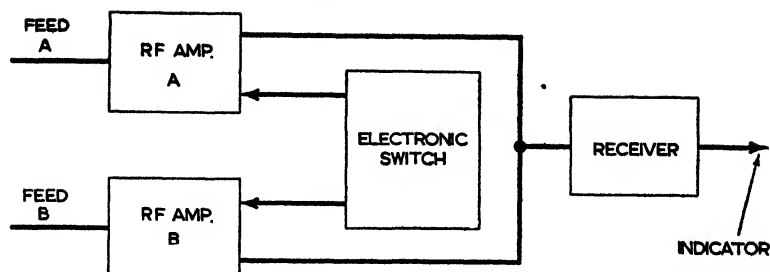 FEED
A
RF AMP.
A
ELECTRONIC
SWITCH
RECEIVER
FEED
B
RF AMP.
B
INDICATOR